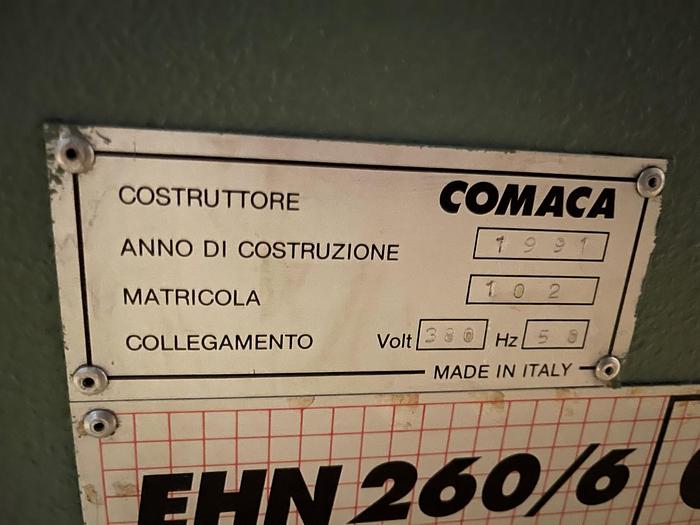 COSTRUTTORE COMACA
ANNO DI COSTRUZIONE 1991
MATRICOLA 102
COLLEGAMENTO Volt 380 Hz 50
MADE IN ITALY
EHN 260/6